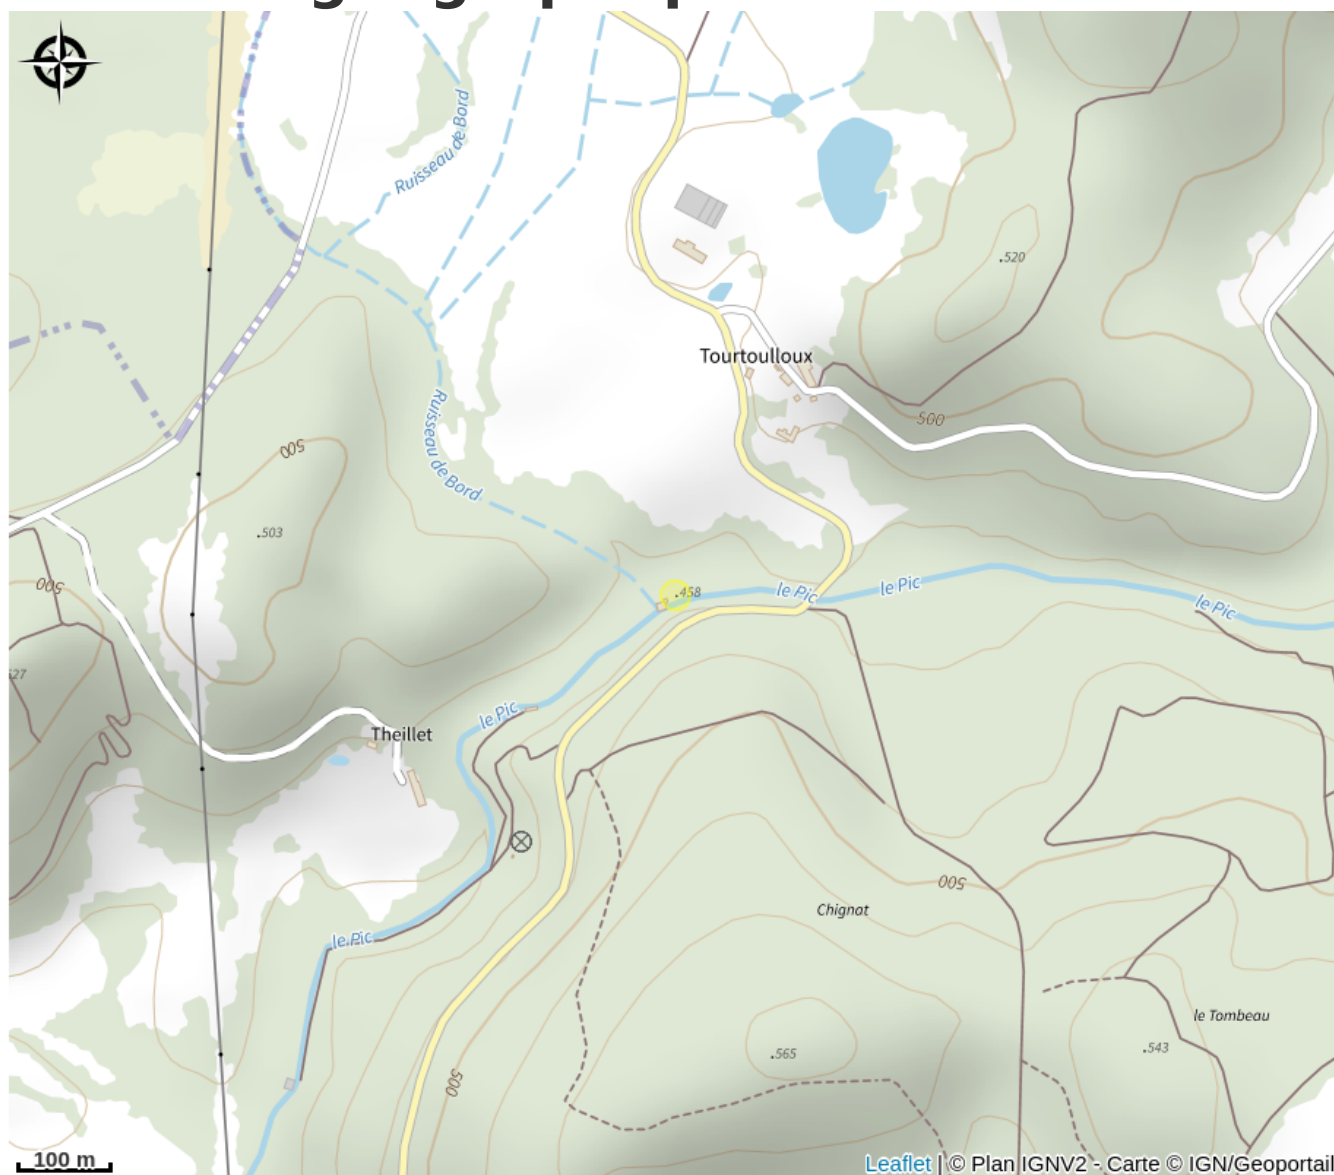 Ruisseau de Bord
Ruisseau de Bord
520
Tourtoulloux
500
500
503
500
458
le Pic
le Pic
le Pic
527
le Pic
Theillet
500
Chignat
le Pic
le Tombeau
565
543
500
100 m
Leaflet | © Plan IGNV2 - Carte © IGN/Geoportail